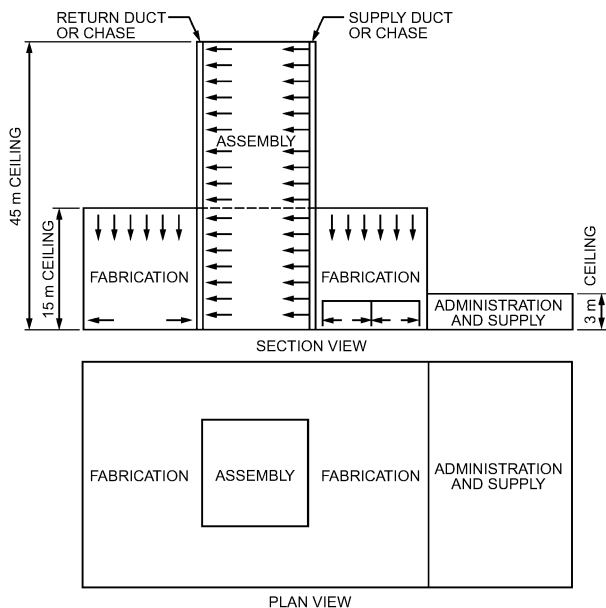 RETURN DUCT
OR CHASE
SUPPLY DUCT
OR CHASE
ASSEMBLY
45 m CEILING
15 m CEILING
FABRICATION
FABRICATION
3 m CEILING
ADMINISTRATION
AND SUPPLY
SECTION VIEW
FABRICATION
ASSEMBLY
FABRICATION
ADMINISTRATION
AND SUPPLY
PLAN VIEW